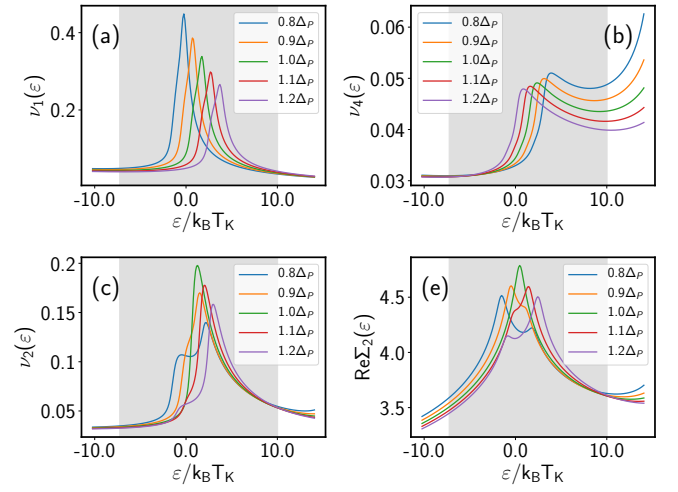 (a)
0.8Δ_P
0.9Δ_P
1.0Δ_P
1.1Δ_P
1.2Δ_P
ν₁(ε)
0.4
0.2
-10.0 0.0 10.0
ε/k_BT_K
(b)
0.8Δ_P
0.9Δ_P
1.0Δ_P
1.1Δ_P
1.2Δ_P
ν₄(ε)
0.06
0.05
0.04
0.03
-10.0 0.0 10.0
ε/k_BT_K
(c)
0.8Δ_P
0.9Δ_P
1.0Δ_P
1.1Δ_P
1.2Δ_P
ν₂(ε)
0.2
0.15
0.1
0.05
-10.0 0.0 10.0
ε/k_BT_K
(e)
0.8Δ_P
0.9Δ_P
1.0Δ_P
1.1Δ_P
1.2Δ_P
ReΣ₂(ε)
4.5
4.0
3.5
-10.0 0.0 10.0
ε/k_BT_K